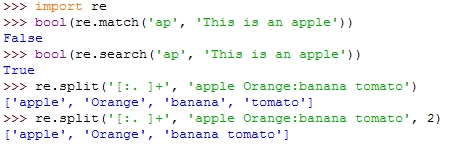 >>> import re
>>> bool(re.match('ap', 'This is an apple'))
False
>>> bool(re.search('ap', 'This is an apple'))
True
>>> re.split('[:. ]+', 'apple Orange:banana tomato')
['apple', 'Orange', 'banana', 'tomato']
>>> re.split('[:. ]+', 'apple Orange:banana tomato', 2)
['apple', 'Orange', 'banana tomato']